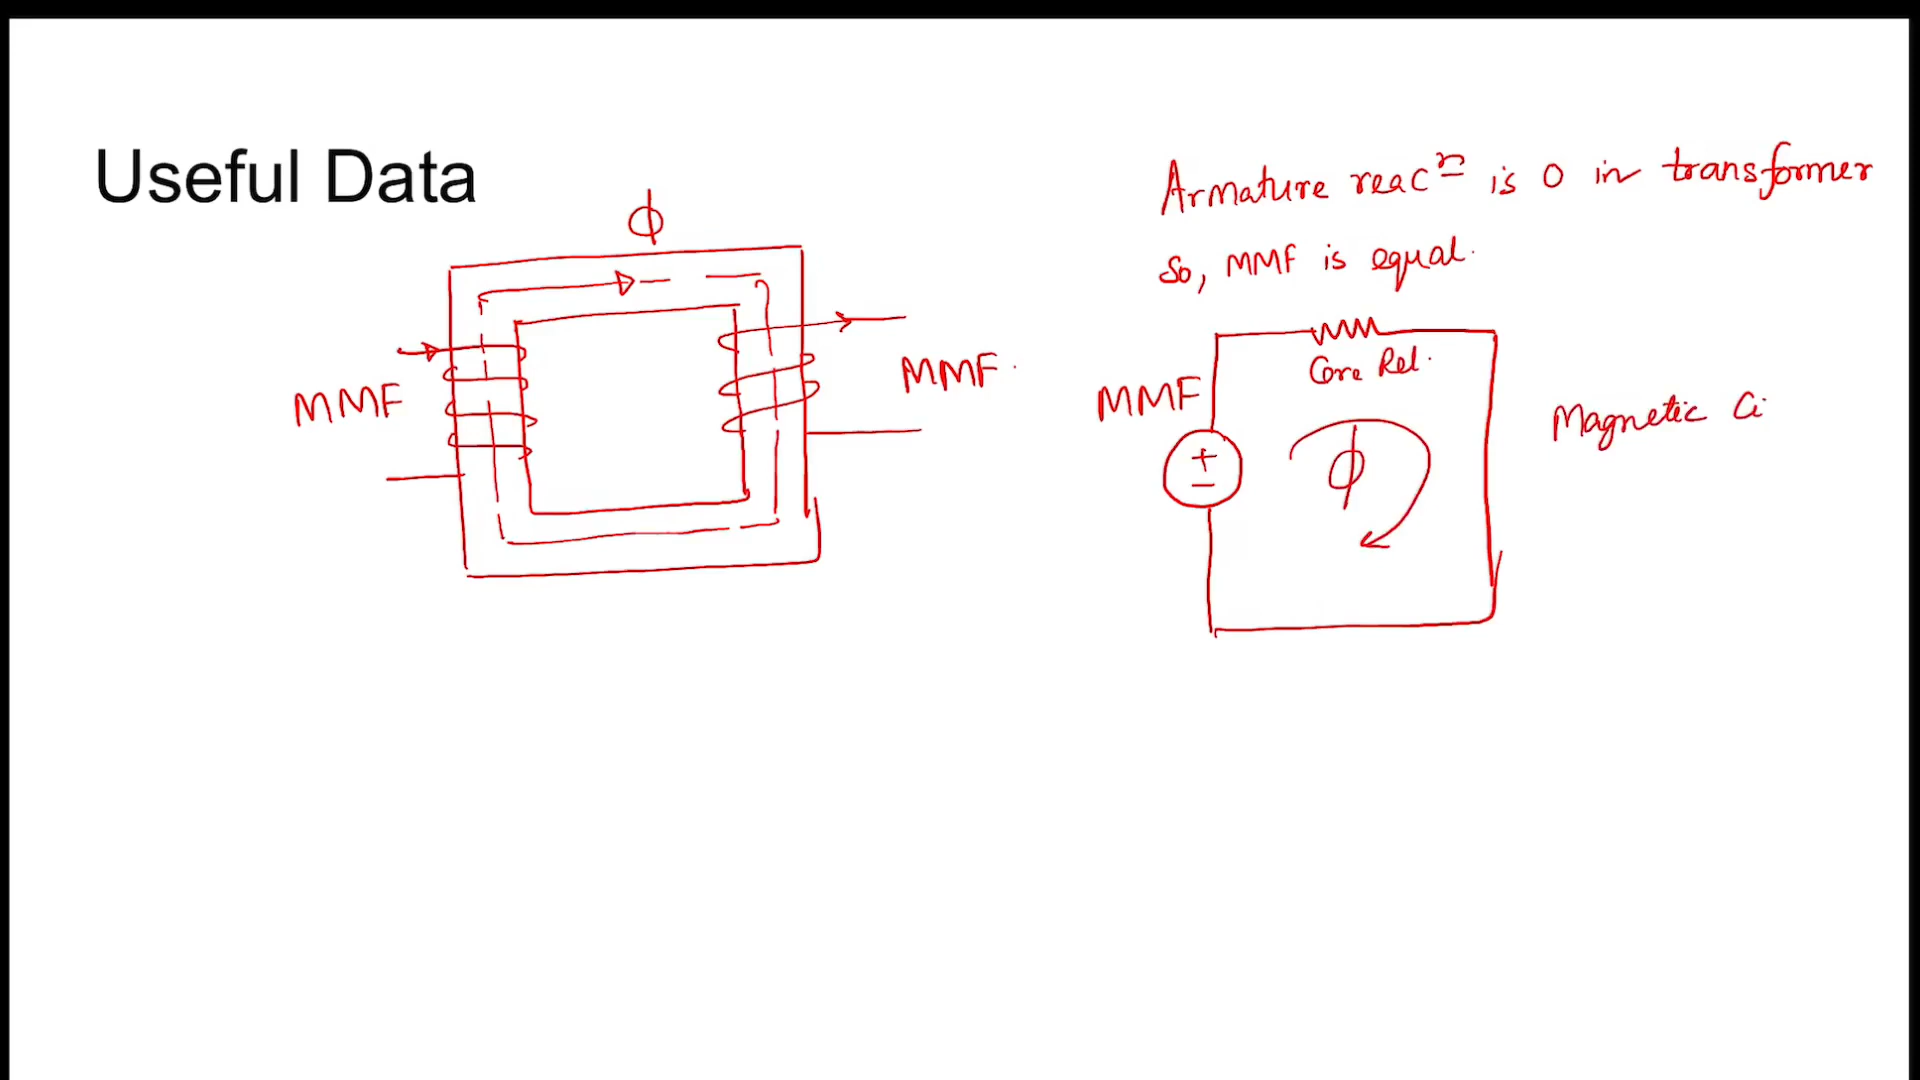 Useful Data
ϕ
MMF
MMF.
Armature reacⁿ is 0 in transformer
So, MMF is equal.
Core Rel.
MMF
+
−
ϕ
Magnetic Ci